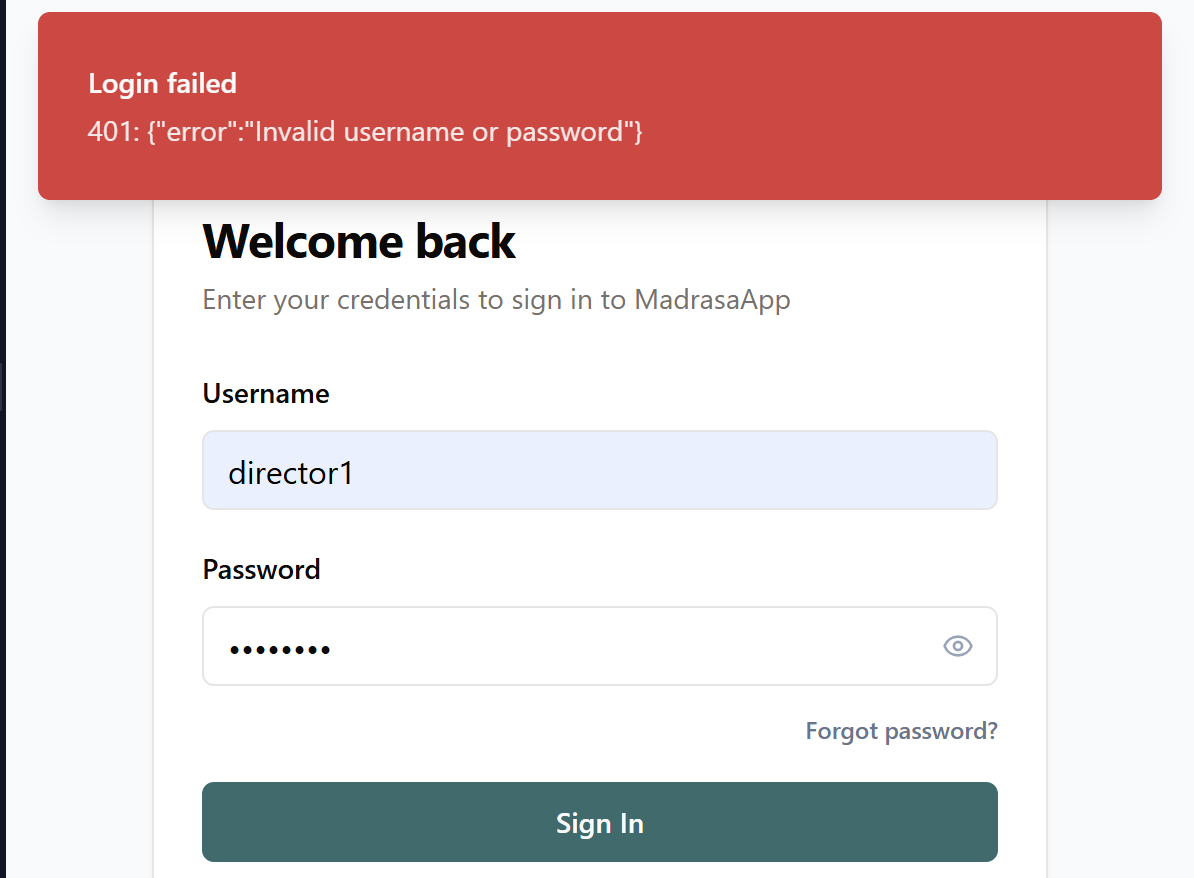 Login failed
401: {"error":"Invalid username or password"}
Welcome back
Enter your credentials to sign in to MadrasaApp
Username
director1
Password
••••••••
Forgot password?
Sign In